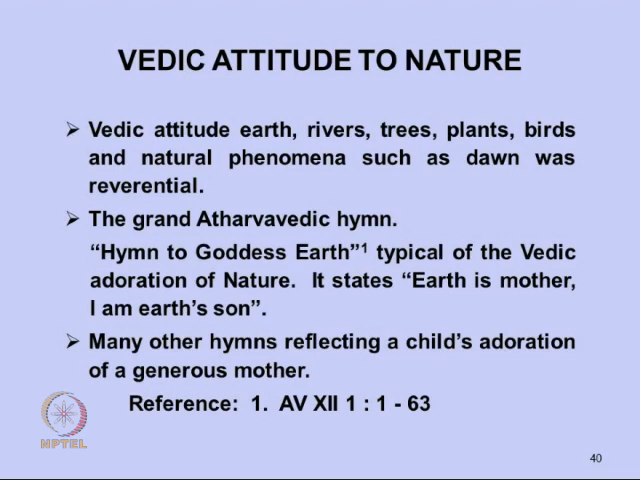 VEDIC ATTITUDE TO NATURE
➢ Vedic attitude earth, rivers, trees, plants, birds
and natural phenomena such as dawn was
reverential.
➢ The grand Atharvavedic hymn.
“Hymn to Goddess Earth”¹ typical of the Vedic
adoration of Nature. It states “Earth is mother,
I am earth’s son”.
➢ Many other hymns reflecting a child’s adoration
of a generous mother.
Reference: 1. AV XII 1 : 1 - 63
NPTEL
40